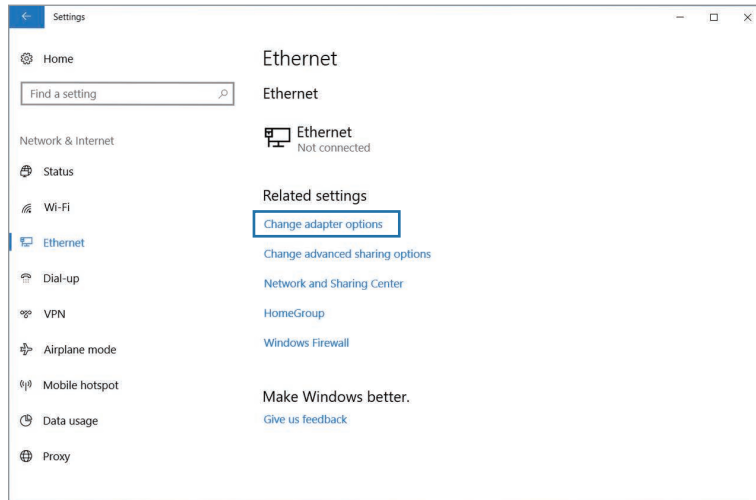 Settings
Home
Find a setting
Network & Internet
Status
Wi-Fi
Ethernet
Dial-up
VPN
Airplane mode
Mobile hotspot
Data usage
Proxy
Ethernet
Ethernet
Ethernet
Not connected
Related settings
Change adapter options
Change advanced sharing options
Network and Sharing Center
HomeGroup
Windows Firewall
Make Windows better.
Give us feedback